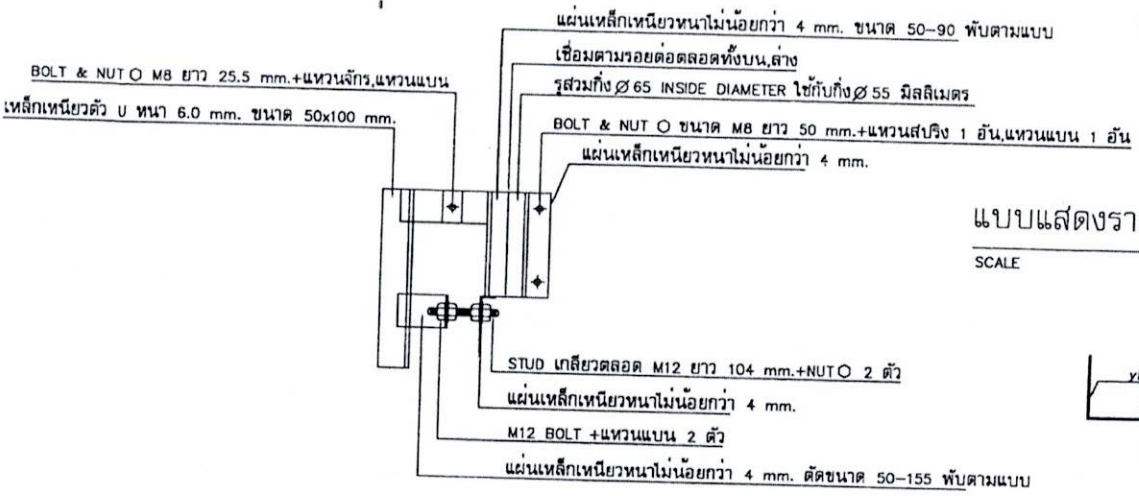 แผ่นเหล็กเหนียวหนาไม่น้อยกว่า 4 mm. ขนาด 50-90 พับตามแบบ
เชื่อมตามรอยต่อตลอดทั้งบน,ล่าง
BOLT & NUT ⎔ M8 ยาว 25.5 mm.+แหวนจักร,แหวนแบน
รูสวมกิ่ง Ø 65 INSIDE DIAMETER ใช้กับกิ่ง Ø 55 มิลลิเมตร
เหล็กเหนียวตัว U หนา 6.0 mm. ขนาด 50x100 mm.
BOLT & NUT ⎔ ขนาด M8 ยาว 50 mm.+แหวนสปริง 1 อัน,แหวนแบน 1 อัน
แผ่นเหล็กเหนียวหนาไม่น้อยกว่า 4 mm.
แบบแสดงรา
SCALE
STUD เกลียวตลอด M12 ยาว 104 mm.+NUT ⎔ 2 ตัว
แผ่นเหล็กเหนียวหนาไม่น้อยกว่า 4 mm.
M12 BOLT +แหวนแบน 2 ตัว
แผ่นเหล็กเหนียวหนาไม่น้อยกว่า 4 mm. ตัดขนาด 50-155 พับตามแบบ